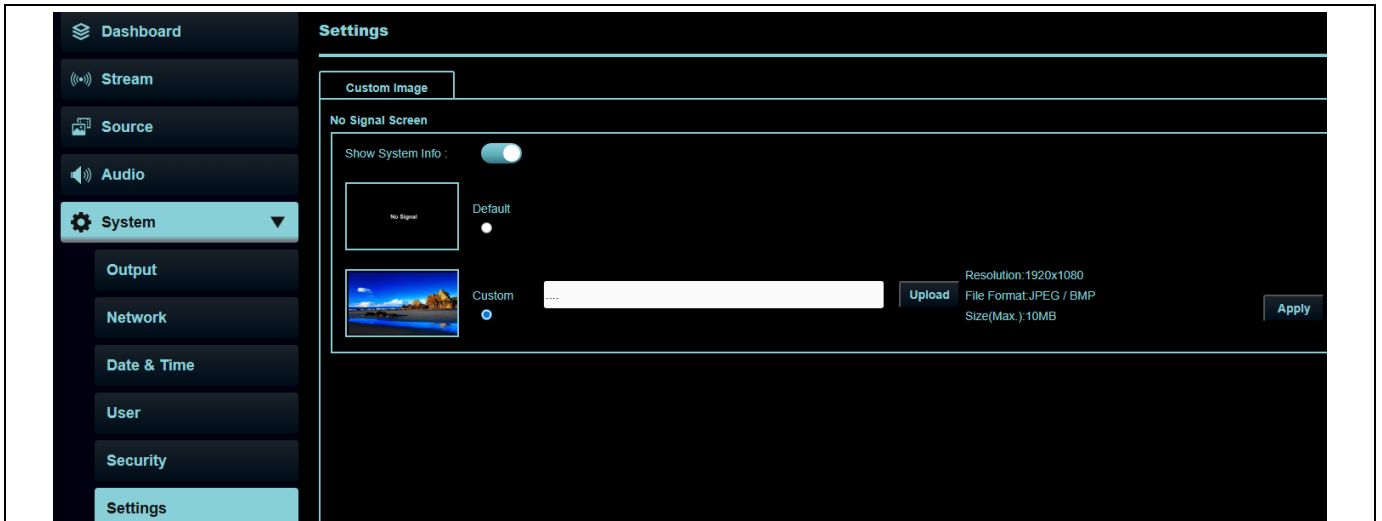 Dashboard
Stream
Source
Audio
System
Output
Network
Date & Time
User
Security
Settings
Settings
Custom Image
No Signal Screen
Show System Info :
No Signal
Default
Custom
....
Upload
Resolution:1920x1080
File Format:JPEG / BMP
Size(Max.):10MB
Apply